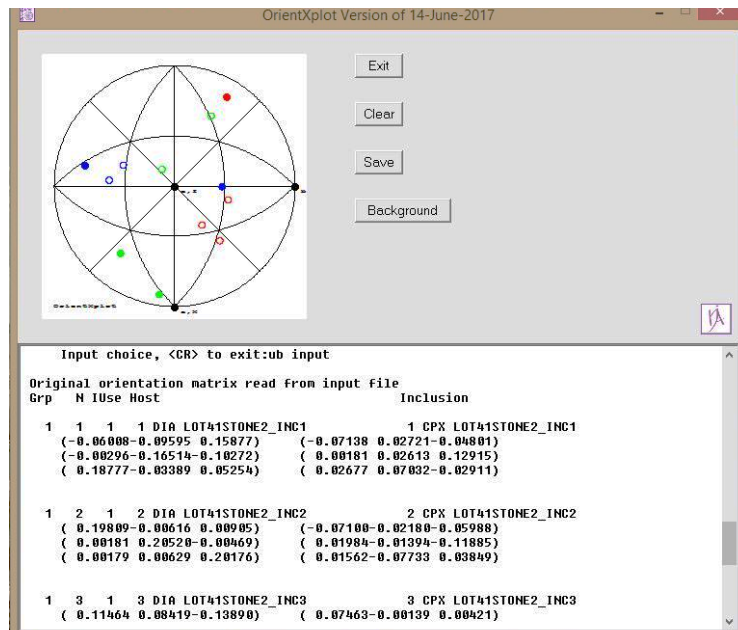 OrientXplot Version of 14-June-2017
Exit
Clear
Save
Background
OrientXplot
Input choice, <CR> to exit:ub input
Original orientation matrix read from input file
Grp N IUse Host Inclusion
1 1 1 1 DIA LOT41STONE2_INC1 1 CPX LOT41STONE2_INC1
(-0.06008-0.09595 0.15877) (-0.07138 0.02721-0.04801)
(-0.00296-0.16514-0.10272) ( 0.00181 0.02613 0.12915)
( 0.18777-0.03389 0.05254) ( 0.02677 0.07032-0.02911)
1 2 1 2 DIA LOT41STONE2_INC2 2 CPX LOT41STONE2_INC2
( 0.19809-0.00616 0.00905) (-0.07100-0.02180-0.05988)
( 0.00181 0.20520-0.00469) ( 0.01984-0.01394-0.11885)
( 0.00179 0.00629 0.20176) ( 0.01562-0.07733 0.03849)
1 3 1 3 DIA LOT41STONE2_INC3 3 CPX LOT41STONE2_INC3
( 0.11464 0.08419-0.13890) ( 0.07463-0.00139 0.00421)